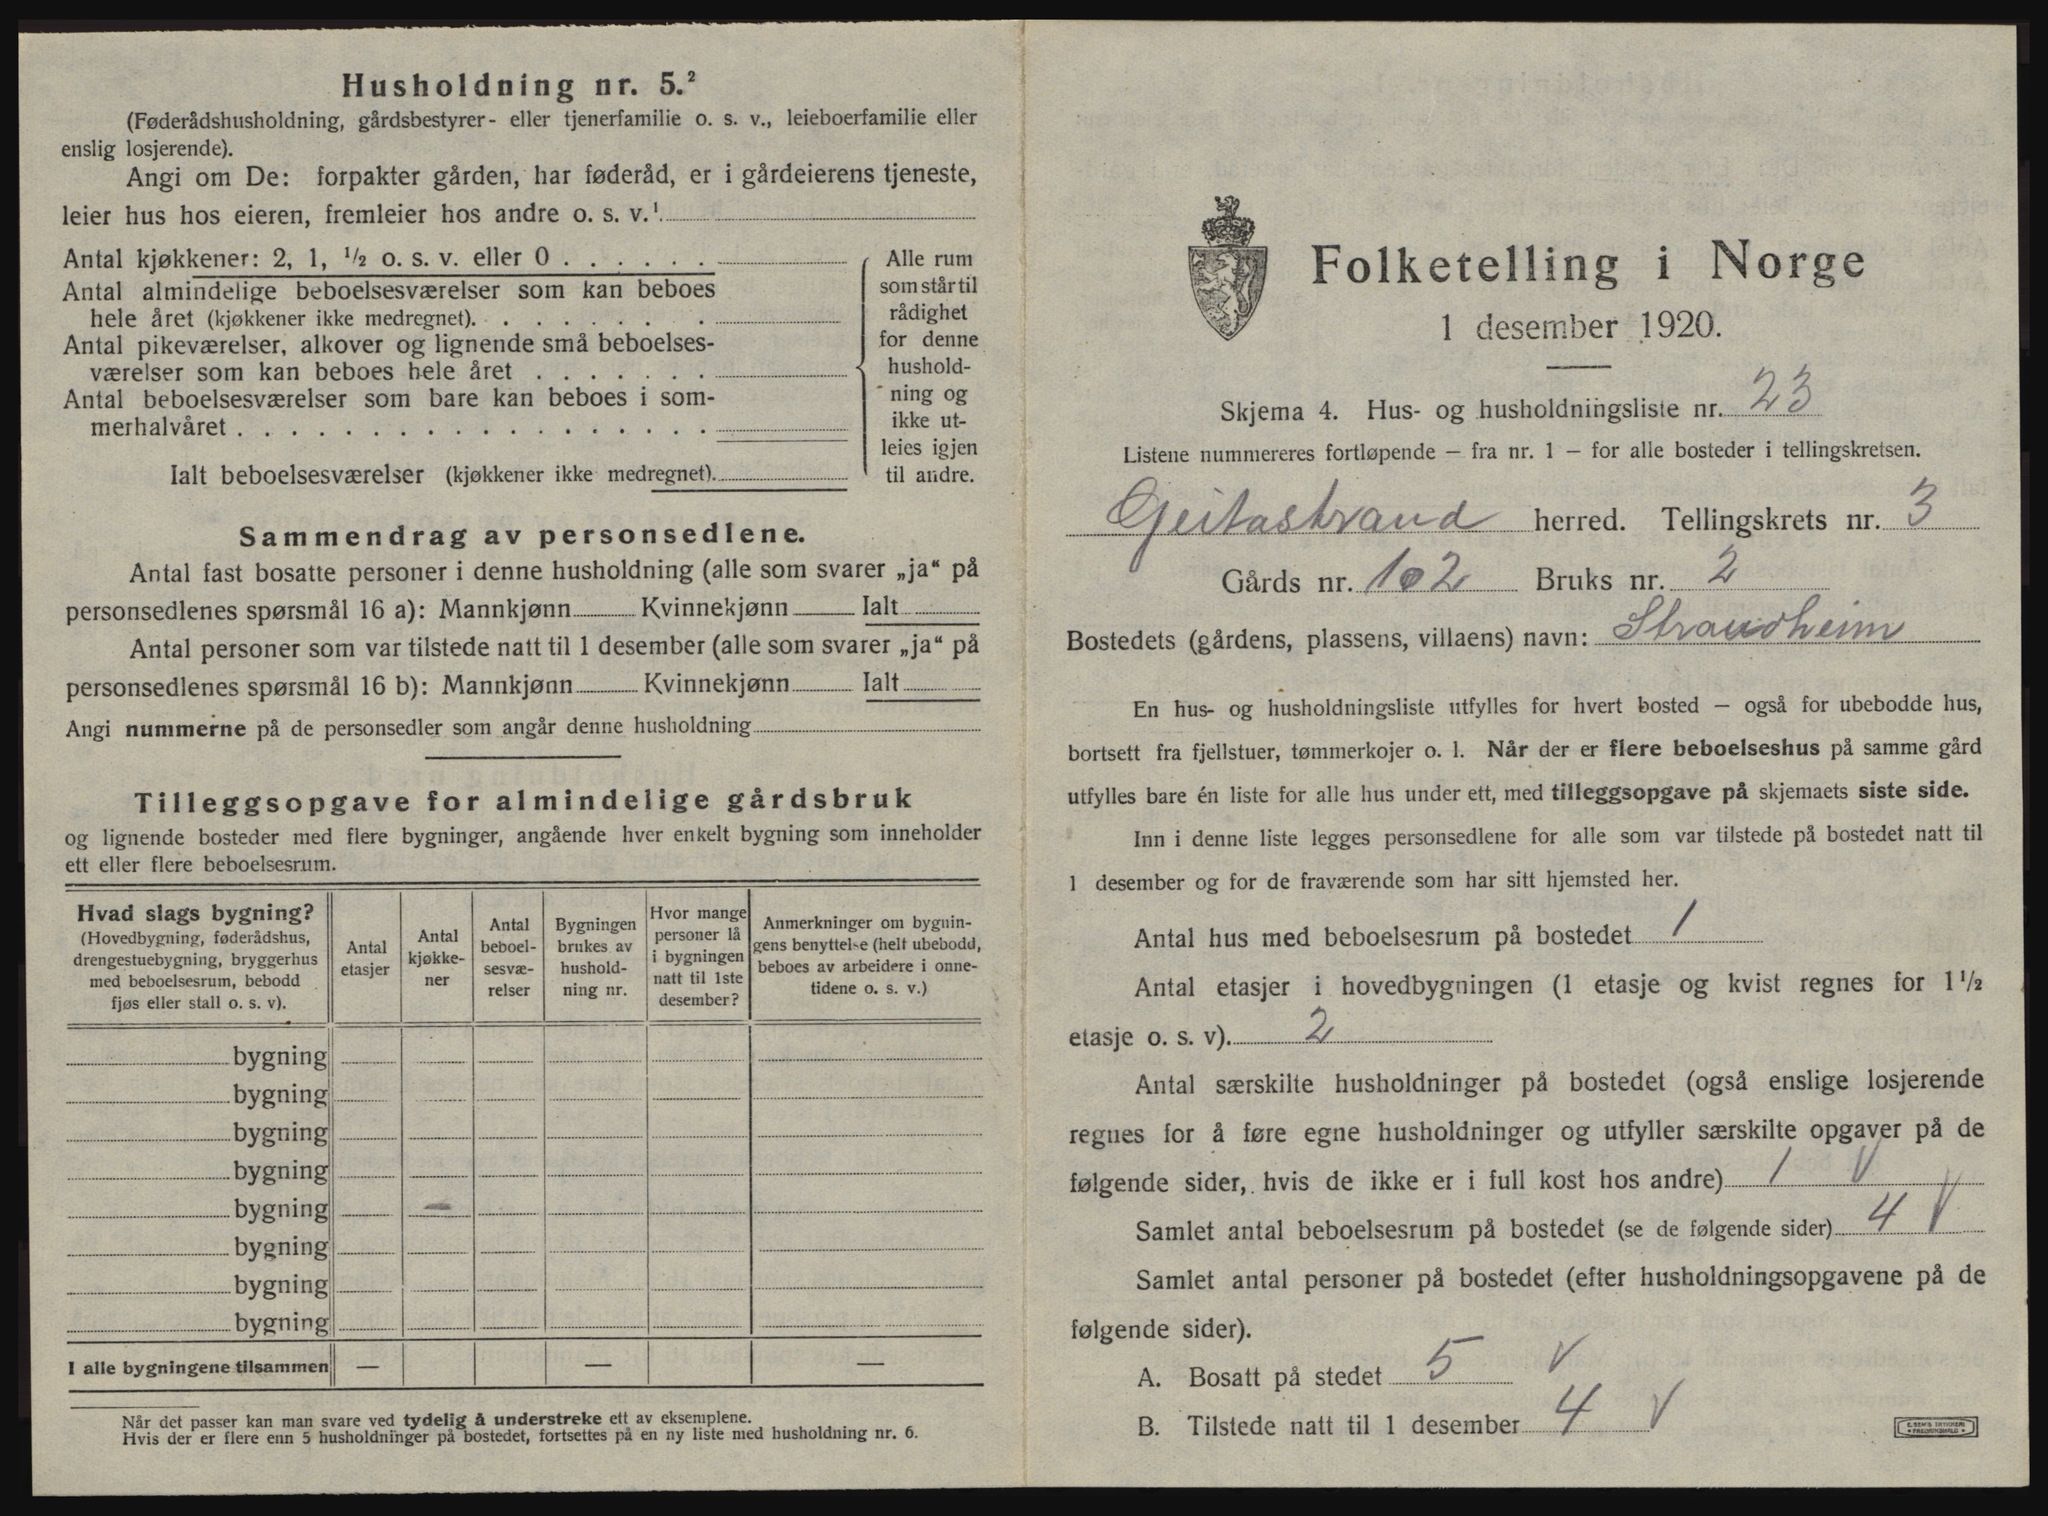 Husholdning nr. 5.²
(Føderådshusholdning, gårdsbestyrer- eller tjenerfamilie o. s. v., leieboerfamilie eller
enslig losjerende).
Angi om De: forpakter gården, har føderåd, er i gårdeierens tjeneste,
leier hus hos eieren, fremleier hos andre o. s. v.¹
Antal kjøkkener: 2, 1, ½ o. s. v. eller 0 . . . . . .
Antal almindelige beboelsesværelser som kan beboes
hele året (kjøkkener ikke medregnet). . . . . . . .
Antal pikeværelser, alkover og lignende små beboelses-
værelser som kan beboes hele året . . . . . . .
Antal beboelsesværelser som bare kan beboes i som-
merhalvåret . . . . . . . . . . . . . . . . . .
Ialt beboelsesværelser (kjøkkener ikke medregnet).
Alle rum
som står til
rådighet
for denne
hushold-
ning og
ikke ut-
leies igjen
til andre.
Sammendrag av personsedlene.
Antal fast bosatte personer i denne husholdning (alle som svarer „ja“ på
personsedlenes spørsmål 16 a): Mannkjønn Kvinnekjønn Ialt
Antal personer som var tilstede natt til 1 desember (alle som svarer „ja“ på
personsedlenes spørsmål 16 b): Mannkjønn Kvinnekjønn Ialt
Angi nummerne på de personsedler som angår denne husholdning
Tilleggsopgave for almindelige gårdsbruk
og lignende bosteder med flere bygninger, angående hver enkelt bygning som inneholder
ett eller flere beboelsesrum.
Hvad slags bygning?
(Hovedbygning, føderådshus,
drengestuebygning, bryggerhus
med beboelsesrum, bebodd
fjøs eller stall o. s. v).
Antal
etasjer
Antal
kjøkke-
ner
Antal
beboel-
sesvæ-
relser
Bygningen
brukes av
hushold-
ning nr.
Hvor mange
personer lå
i bygningen
natt til 1ste
desember?
Anmerkninger om bygnin-
gens benyttelse (helt ubebodd,
beboes av arbeidere i onne-
tidene o. s. v.)
bygning
bygning
bygning
bygning
bygning
bygning
bygning
bygning
I alle bygningene tilsammen — — —
Når det passer kan man svare ved tydelig å understreke ett av eksemplene.
Hvis der er flere enn 5 husholdninger på bostedet, fortsettes på en ny liste med husholdning nr. 6.
Folketelling i Norge
1 desember 1920.
Skjema 4. Hus- og husholdningsliste nr. 23
Listene nummereres fortløpende — fra nr. 1 — for alle bosteder i tellingskretsen.
Geitastrand herred. Tellingskrets nr. 3
Gårds nr. 102 Bruks nr. 2
Bostedets (gårdens, plassens, villaens) navn: Strandheim
En hus- og husholdningsliste utfylles for hvert bosted — også for ubebodde hus,
bortsett fra fjellstuer, tømmerkojer o. l. Når der er flere beboelseshus på samme gård
utfylles bare én liste for alle hus under ett, med tilleggsopgave på skjemaets siste side.
Inn i denne liste legges personsedlene for alle som var tilstede på bostedet natt til
1 desember og for de fraværende som har sitt hjemsted her.
Antal hus med beboelsesrum på bostedet 1
Antal etasjer i hovedbygningen (1 etasje og kvist regnes for 1½
etasje o. s. v). 2
Antal særskilte husholdninger på bostedet (også enslige losjerende
regnes for å føre egne husholdninger og utfyller særskilte opgaver på de
følgende sider, hvis de ikke er i full kost hos andre) 1 V
Samlet antal beboelsesrum på bostedet (se de følgende sider) 4 V
Samlet antal personer på bostedet (efter husholdningsopgavene på de
følgende sider).
A. Bosatt på stedet 5 V
B. Tilstede natt til 1 desember 4 V